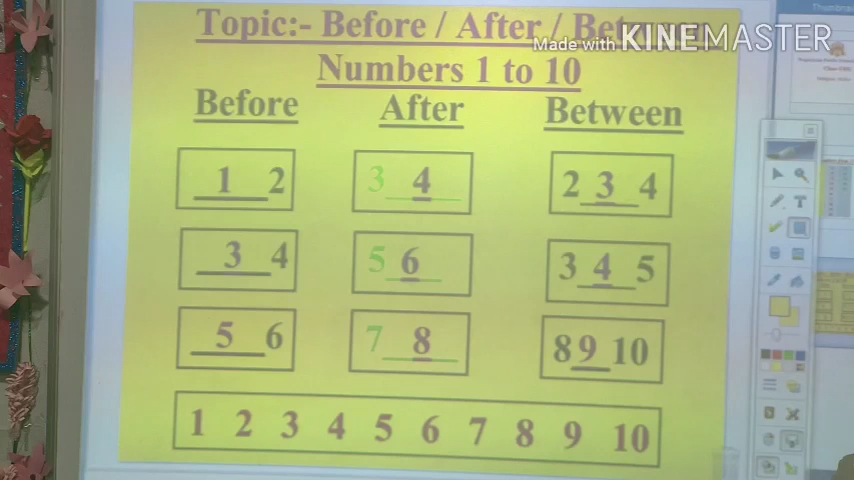 Topic:- Before / After / Between
Made with KINEMASTER
Numbers 1 to 10
Before After Between
1 2 3 4 2 3 4
3 4 5 6 3 4 5
5 6 7 8 8 9 10
1 2 3 4 5 6 7 8 9 10